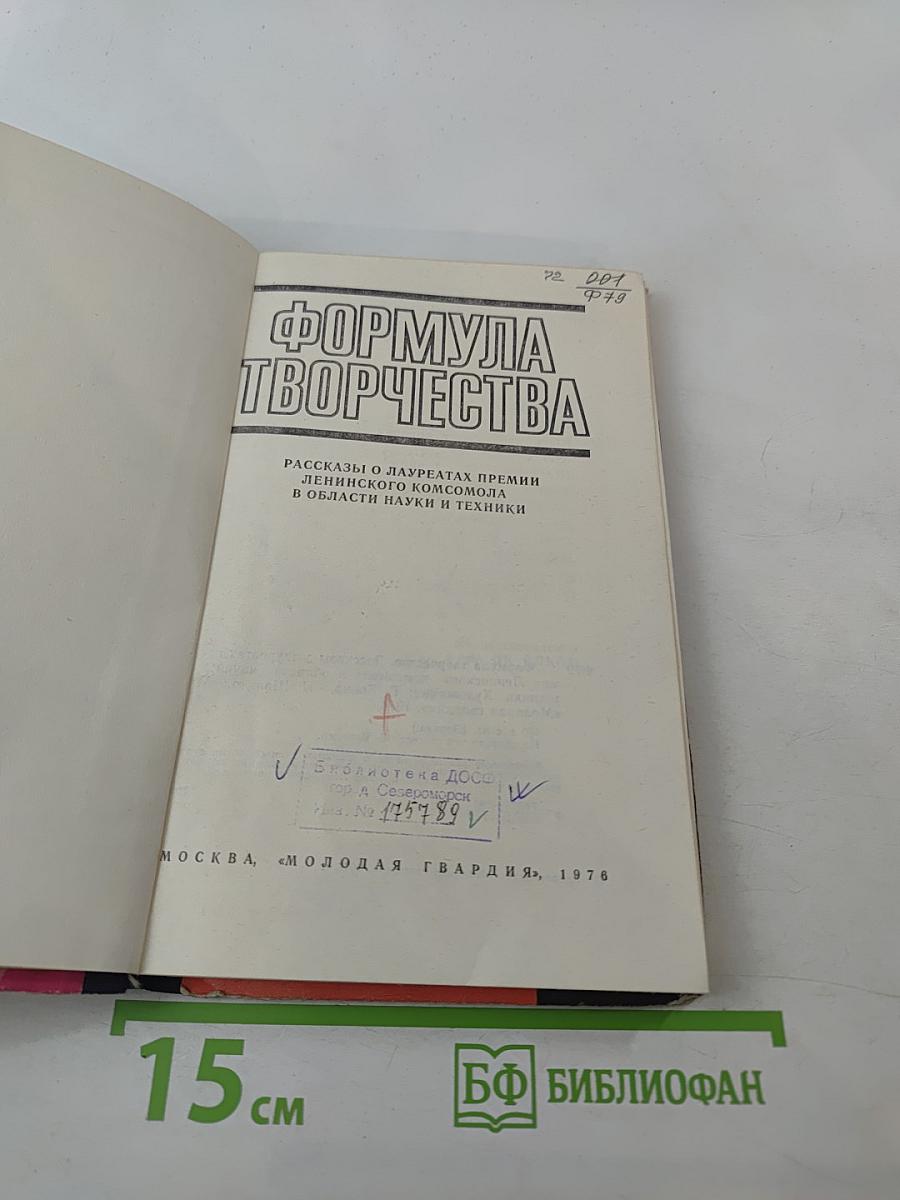 72 001
Ф79
ФОРМУЛА
ТВОРЧЕСТВА
РАССКАЗЫ О ЛАУРЕАТАХ ПРЕМИИ
ЛЕНИНСКОГО КОМСОМОЛА
В ОБЛАСТИ НАУКИ И ТЕХНИКИ
Библиотека ДОСФ
гор. Североморск
Инв. № 175789
МОСКВА, «МОЛОДАЯ ГВАРДИЯ», 1976
15 см
БФ БИБЛИОФАН